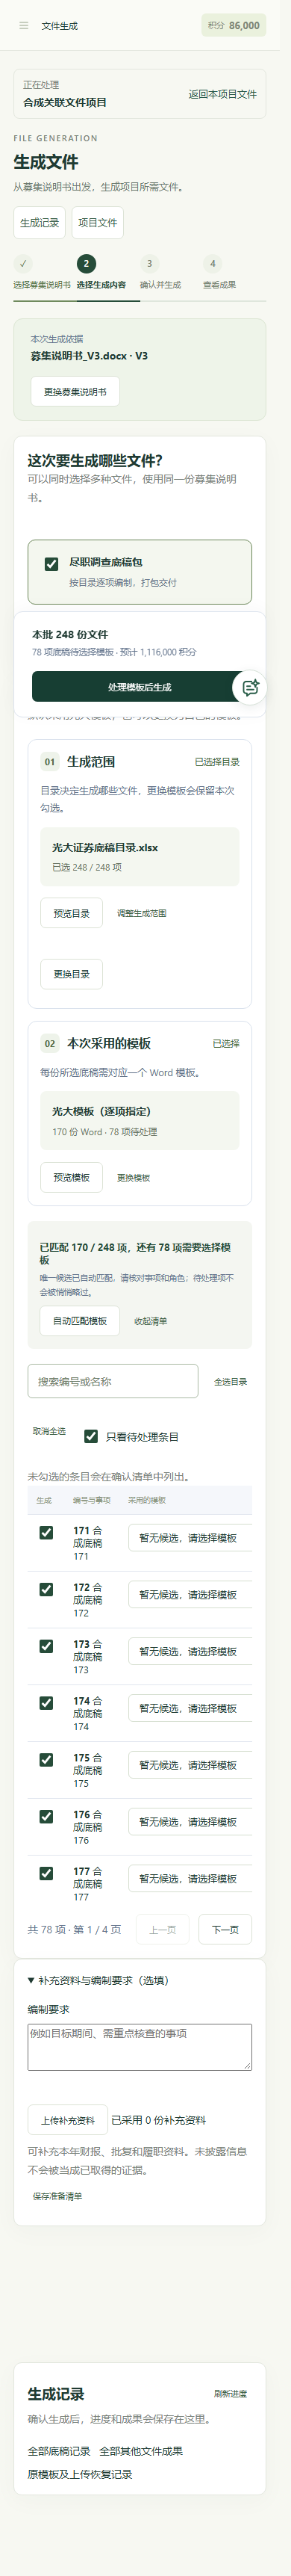 文件生成
积分 86,000
正在处理
合成关联文件项目
返回本项目文件
FILE GENERATION
生成文件
从募集说明书出发，生成项目所需文件。
生成记录
项目文件
✓
2
3
4
选择募集说明书
选择生成内容
确认并生成
查看成果
本次生成依据
募集说明书_V3.docx · V3
更换募集说明书
这次要生成哪些文件?
可以同时选择多种文件，使用同一份募集说明
书。
尽职调查底稿包
按目录逐项编制，打包交付
本批 248 份文件
78 项底稿待选择模板 · 预计 1,116,000 积分
处理模板后生成
01
生成范围
已选择目录
目录决定生成哪些文件，更换模板会保留本次
勾选。
光大证券底稿目录.xlsx
已选 248 / 248 项
预览目录
调整生成范围
更换目录
02
本次采用的模板
已选择
每份所选底稿需对应一个 Word 模板。
光大模板（逐项指定）
170 份 Word · 78 项待处理
预览模板
更换模板
已匹配 170 / 248 项，还有 78 项需要选择模
板
唯一候选已自动匹配，请核对事项和角色；待处理项不
会被悄悄略过。
自动匹配模板
收起清单
搜索编号或名称
全选目录
取消全选
只看待处理条目
未勾选的条目会在确认清单中列出。
生成
编号与事项
采用的模板
171 合
成底稿
171
暂无候选，请选择模板
172 合
成底稿
172
暂无候选，请选择模板
173 合
成底稿
173
暂无候选，请选择模板
174 合
成底稿
174
暂无候选，请选择模板
175 合
成底稿
175
暂无候选，请选择模板
176 合
成底稿
176
暂无候选，请选择模板
177 合
成底稿
177
暂无候选，请选择模板
共 78 项 · 第 1 / 4 页
上一页
下一页
▼ 补充资料与编制要求（选填）
编制要求
例如目标期间、需重点核查的事项
上传补充资料
已采用 0 份补充资料
可补充本年财报、批复和履职资料。未披露信息
不会被当成已取得的证据。
保存准备清单
生成记录
刷新进度
确认生成后，进度和成果会保存在这里。
全部底稿记录
全部其他文件成果
原模板及上传恢复记录